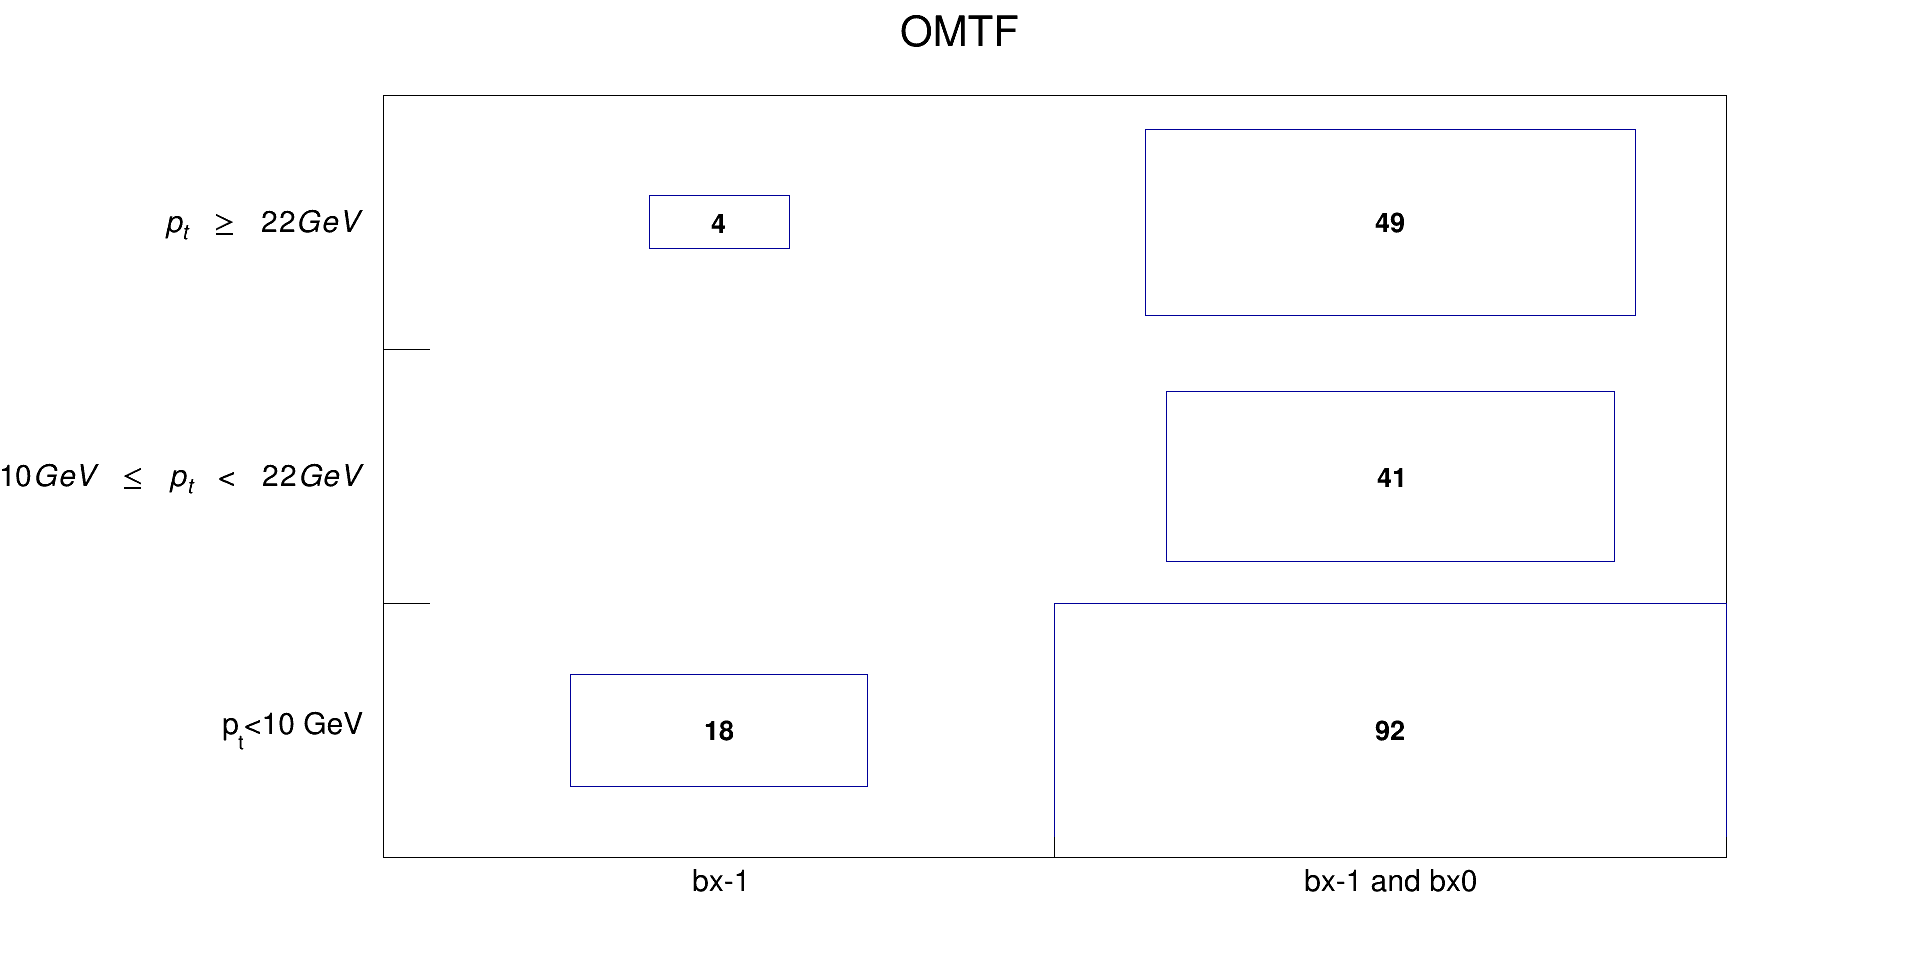 OMTF
p_t ≥ 22GeV
4
49
10GeV ≤ p_t < 22GeV
41
p_t<10 GeV
18
92
bx-1
bx-1 and bx0